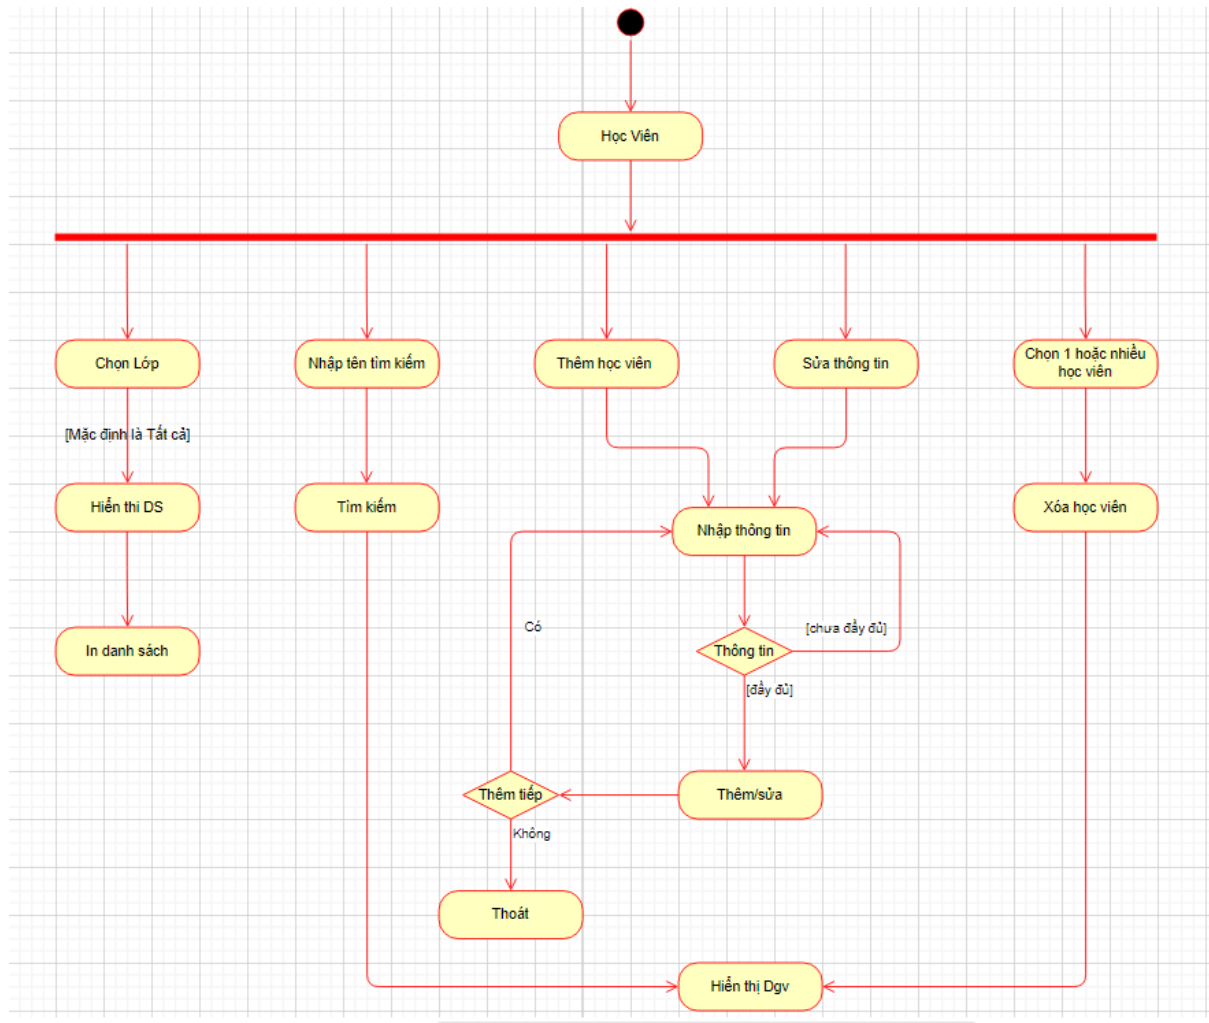 Học Viên
Chọn Lớp
Nhập tên tìm kiếm
Thêm học viên
Sửa thông tin
Chọn 1 hoặc nhiều
học viên
[Mặc định là Tất cả]
Hiển thi DS
Tìm kiếm
Nhập thông tin
Xóa học viên
Có
[chưa đầy đủ]
In danh sách
Thông tin
[đầy đủ]
Thêm tiếp
Thêm/sửa
Không
Thoát
Hiển thị Dgv